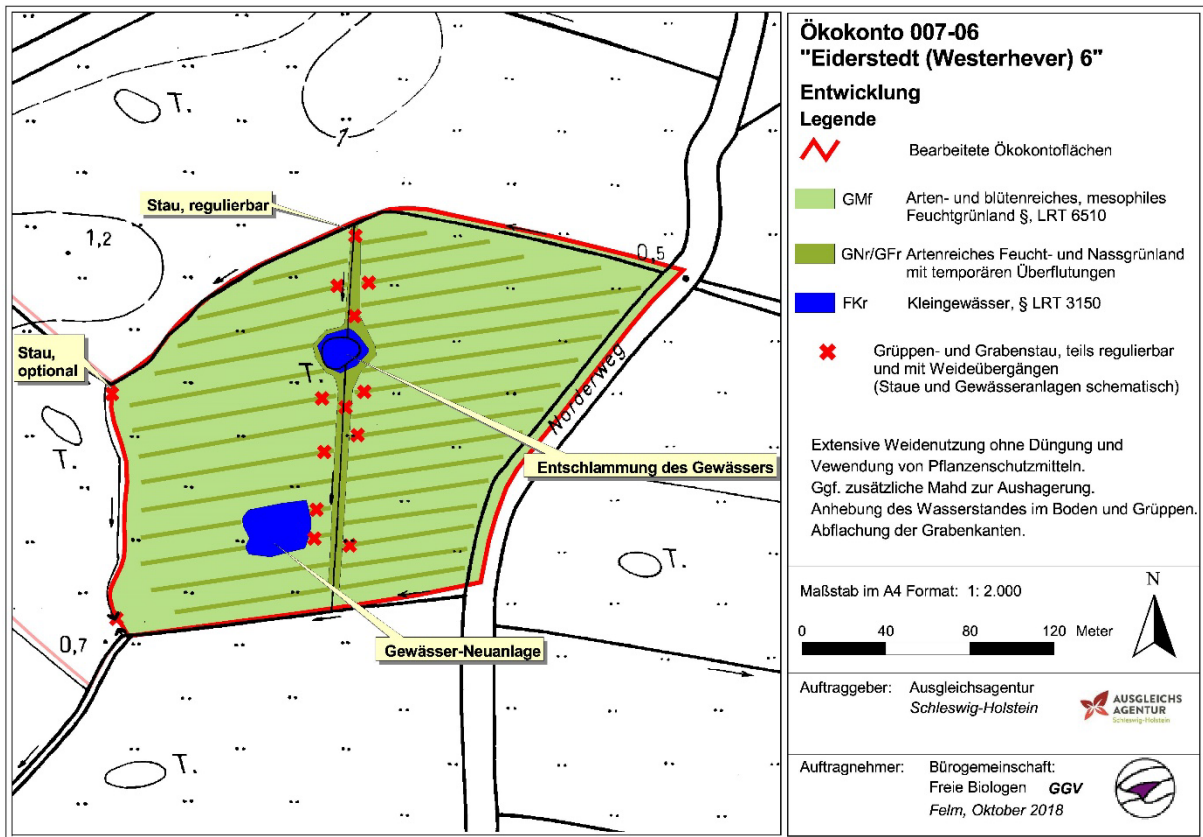 Ökokonto 007-06
"Eiderstedt (Westerhever) 6"
Entwicklung
Legende
Bearbeitete Ökokontoflächen
GMf Arten- und blütenreiches, mesophiles
Feuchtgrünland §, LRT 6510
GNr/GFr Artenreiches Feucht- und Nassgrünland
mit temporären Überflutungen
FKr Kleingewässer, § LRT 3150
Grüppen- und Grabenstau, teils regulierbar
und mit Weideübergängen
(Staue und Gewässeranlagen schematisch)
Extensive Weidenutzung ohne Düngung und
Vewendung von Pflanzenschutzmitteln.
Ggf. zusätzliche Mahd zur Aushagerung.
Anhebung des Wasserstandes im Boden und Grüppen.
Abflachung der Grabenkanten.
Maßstab im A4 Format: 1: 2.000
N
0 40 80 120 Meter
Auftraggeber: Ausgleichsagentur
Schleswig-Holstein
AUSGLEICHS
AGENTUR
Schleswig-Holstein
Auftragnehmer: Bürogemeinschaft:
Freie Biologen GGV
Felm, Oktober 2018
T.
1
Stau, regulierbar
1,2
0,5
Stau,
optional
T.
Norderweg
T.
Entschlammung des Gewässers
T.
0,7
Gewässer-Neuanlage
T.